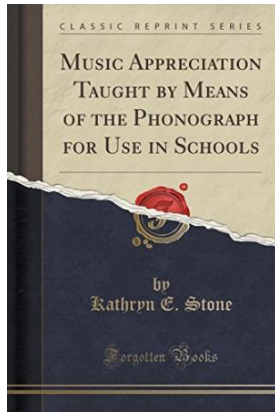 CLASSIC REPRINT SERIES
MUSIC APPRECIATION
TAUGHT BY MEANS
OF THE PHONOGRAPH
FOR USE IN SCHOOLS
F
by
Kathryn E. Stone
Forgotten Books